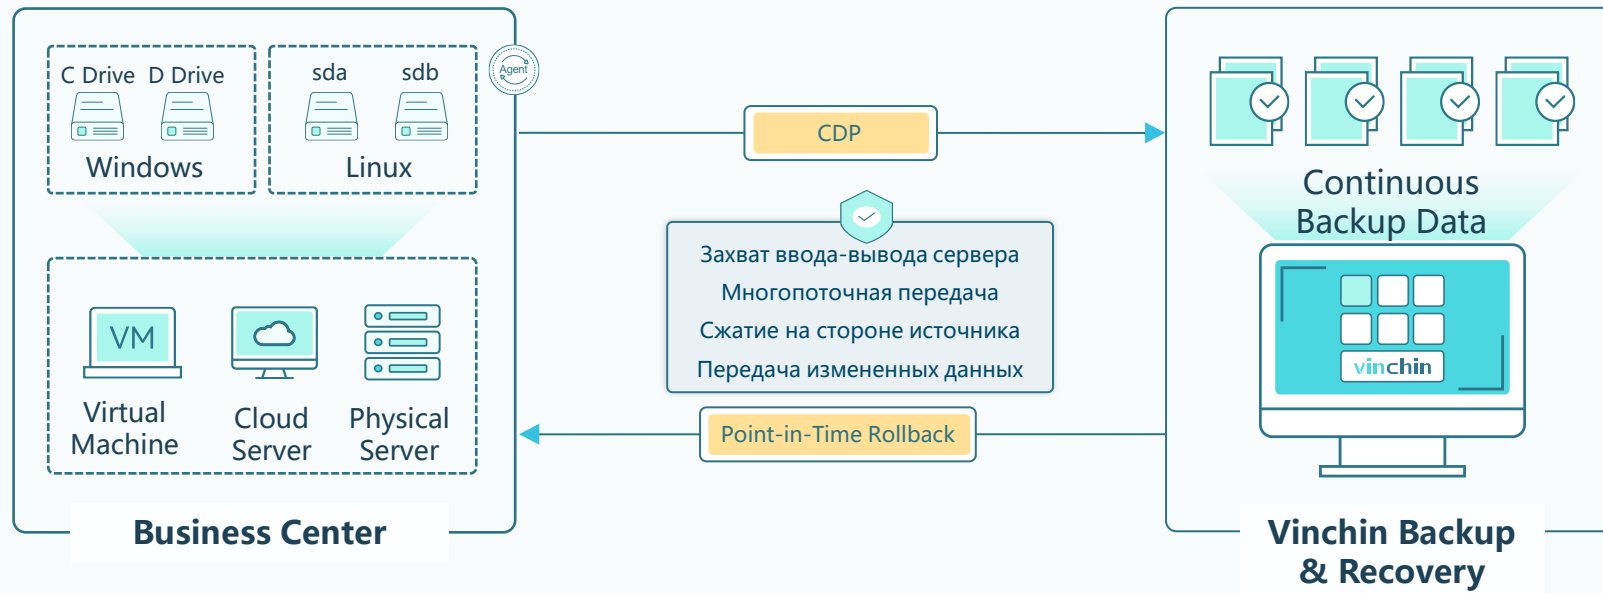 C Drive D Drive
Windows
sda sdb
Linux
Agent
VM
Virtual
Machine
Cloud
Server
Physical
Server
Business Center
CDP
Захват ввода-вывода сервера
Многопоточная передача
Сжатие на стороне источника
Передача измененных данных
Point-in-Time Rollback
Continuous
Backup Data
vinchin
Vinchin Backup
& Recovery